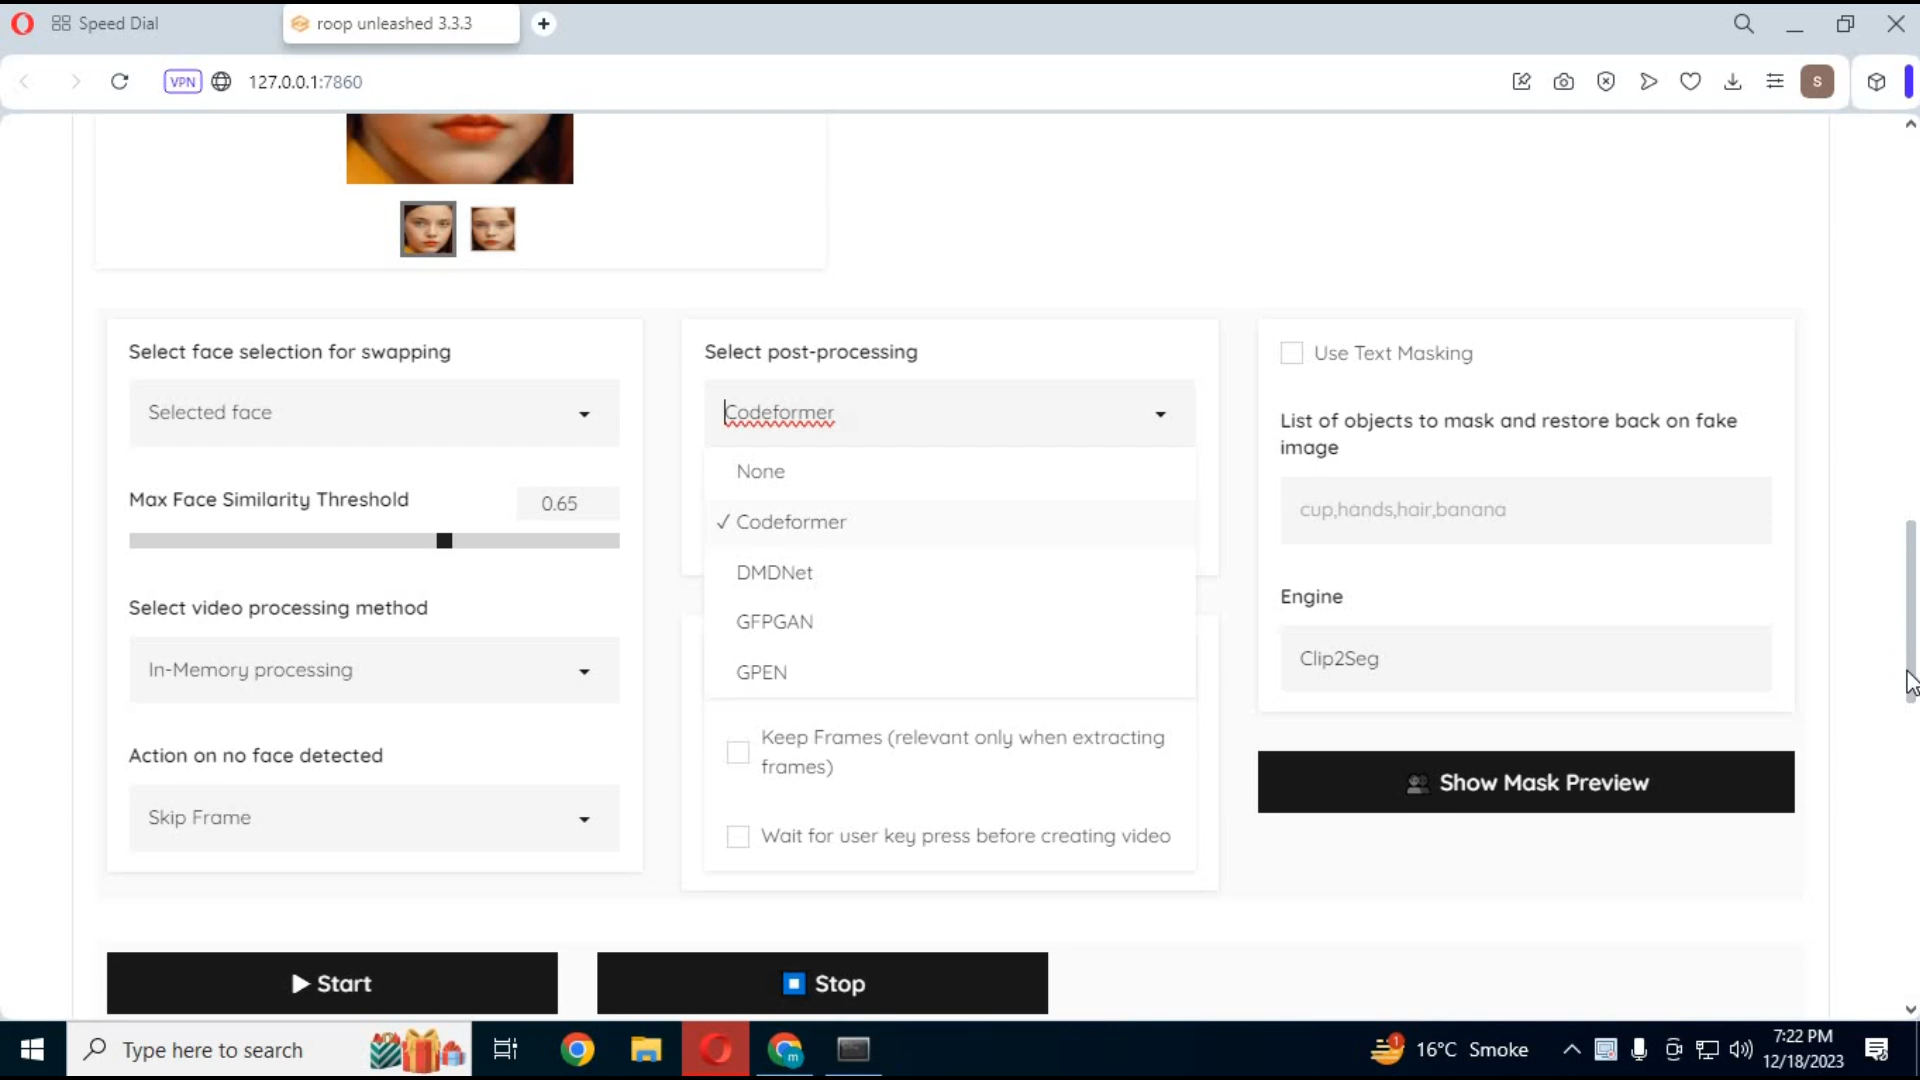 Speed Dial
roop unleashed 3.3.3
VPN
127.0.0.1:7860
S
Select face selection for swapping
Selected face
Max Face Similarity Threshold
0.65
Select video processing method
In-Memory processing
Action on no face detected
Skip Frame
Select post-processing
Codeformer
None
✓ Codeformer
DMDNet
GFPGAN
GPEN
Keep Frames (relevant only when extracting
frames)
Wait for user key press before creating video
Use Text Masking
List of objects to mask and restore back on fake
image
cup,hands,hair,banana
Engine
Clip2Seg
Show Mask Preview
Start
Stop
Type here to search
m
1
16°C Smoke
7:22 PM
12/18/2023